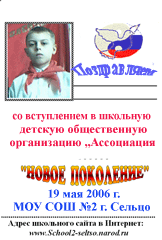 Поздравляем
со вступлением в школьную
детскую общественную
организацию „Ассоциация
"НОВОЕ ПОКОЛЕНИЕ"
19 мая 2006 г.
МОУ СОШ №2 г. Сельцо
Адрес школьного сайта в Интернет:
www.School2-seltso.narod.ru